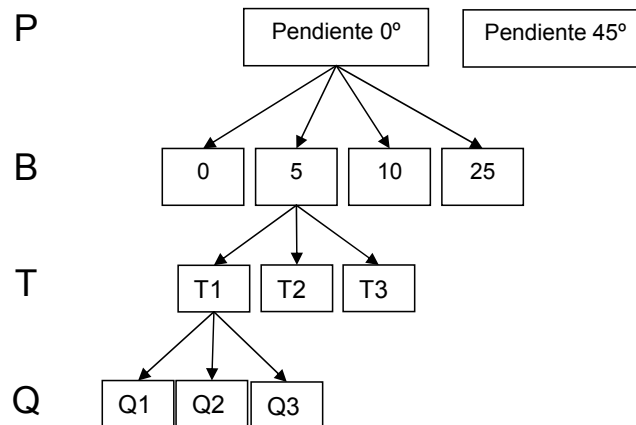 P Pendiente 0º Pendiente 45º
B 0 5 10 25
T T1 T2 T3
Q Q1 Q2 Q3